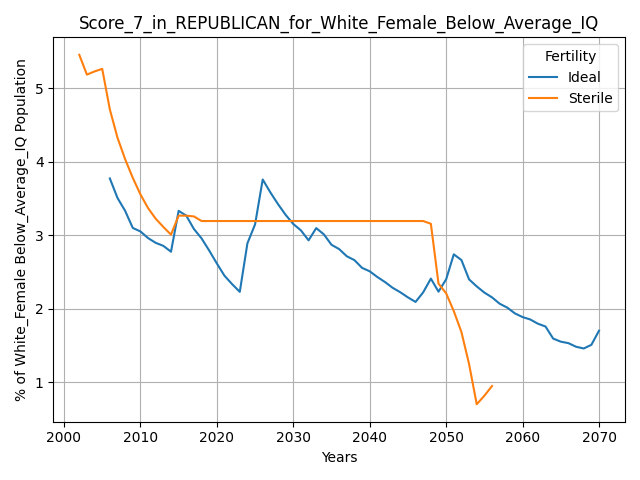 Score_7_in_REPUBLICAN_for_White_Female_Below_Average_IQ
% of White_Female Below_Average_IQ Population
5
4
3
2
1
Fertility
Ideal
Sterile
2000 2010 2020 2030 2040 2050 2060 2070
Years